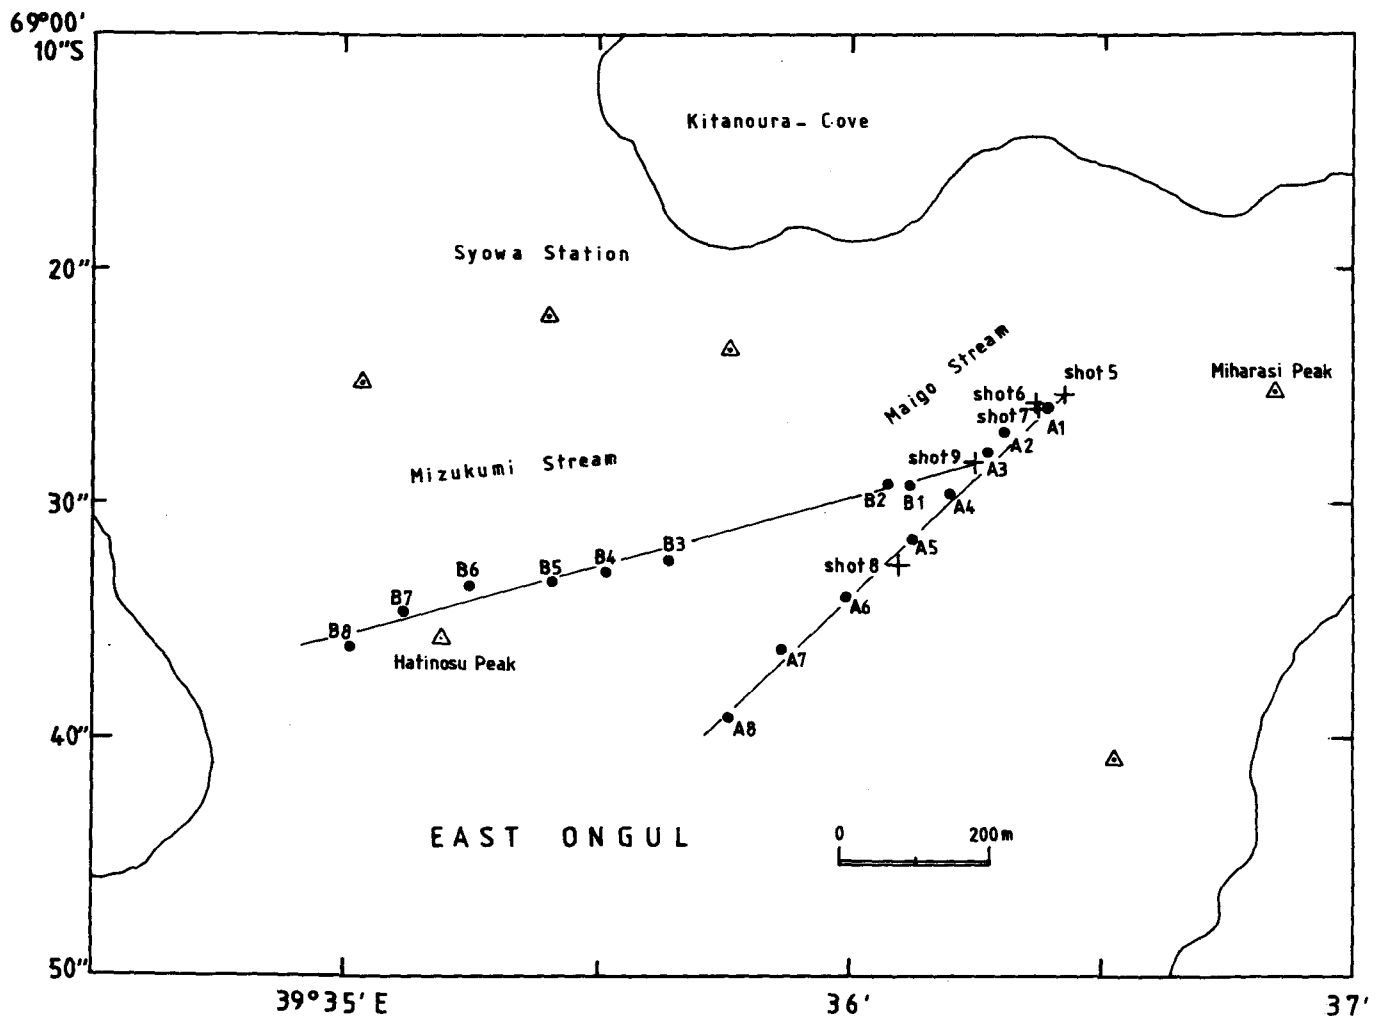 69°00'
10"S
Kitanoura - Cove
Syowa Station
20"
Maigo Stream
shot 5
Miharasi Peak
shot6
shot7
A1
A2
Mizukumi Stream
shot9
A3
30"
B2
B1
A4
B3
A5
B4
B5
shot8
B6
B7
A6
B8
Hatinosu Peak
A7
A8
40"
EAST ONGUL
0
200m
50"
39°35' E
36'
37'